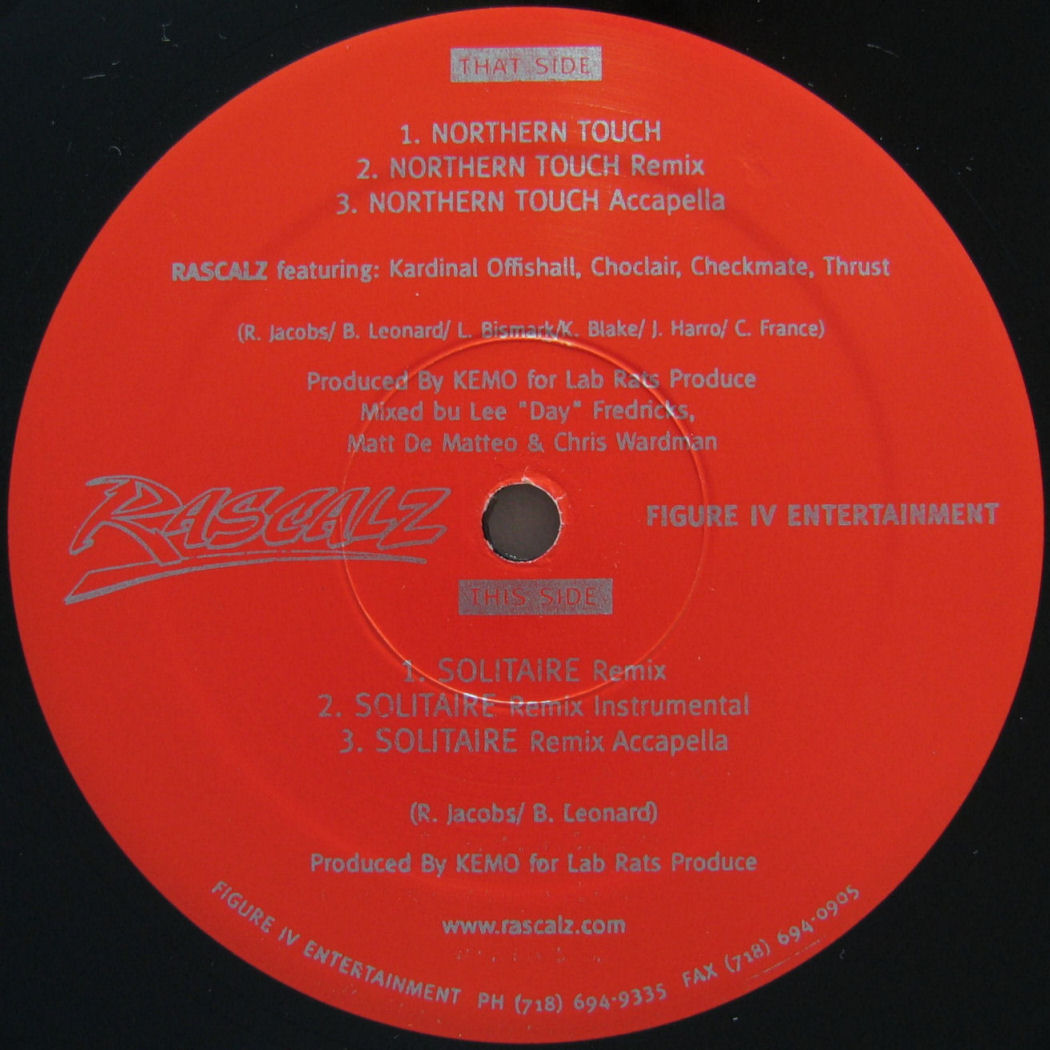 THAT SIDE
1. NORTHERN TOUCH
2. NORTHERN TOUCH Remix
3. NORTHERN TOUCH Accapella
RASCALZ featuring: Kardinal Offishall, Choclair, Checkmate, Thrust
(R. Jacobs/ B. Leonard/ L. Bismark/K. Blake/ J. Harro/ C. France)
Produced By KEMO for Lab Rats Produce
Mixed bu Lee "Day" Fredricks,
Matt De Matteo & Chris Wardman
RASCALZ
FIGURE IV ENTERTAINMENT
THIS SIDE
1. SOLITAIRE Remix
2. SOLITAIRE Remix Instrumental
3. SOLITAIRE Remix Accapella
(R. Jacobs/ B. Leonard)
Produced By KEMO for Lab Rats Produce
www.rascalz.com
FIGURE IV ENTERTAINMENT PH (718) 694-9335 FAX (718) 694-0905